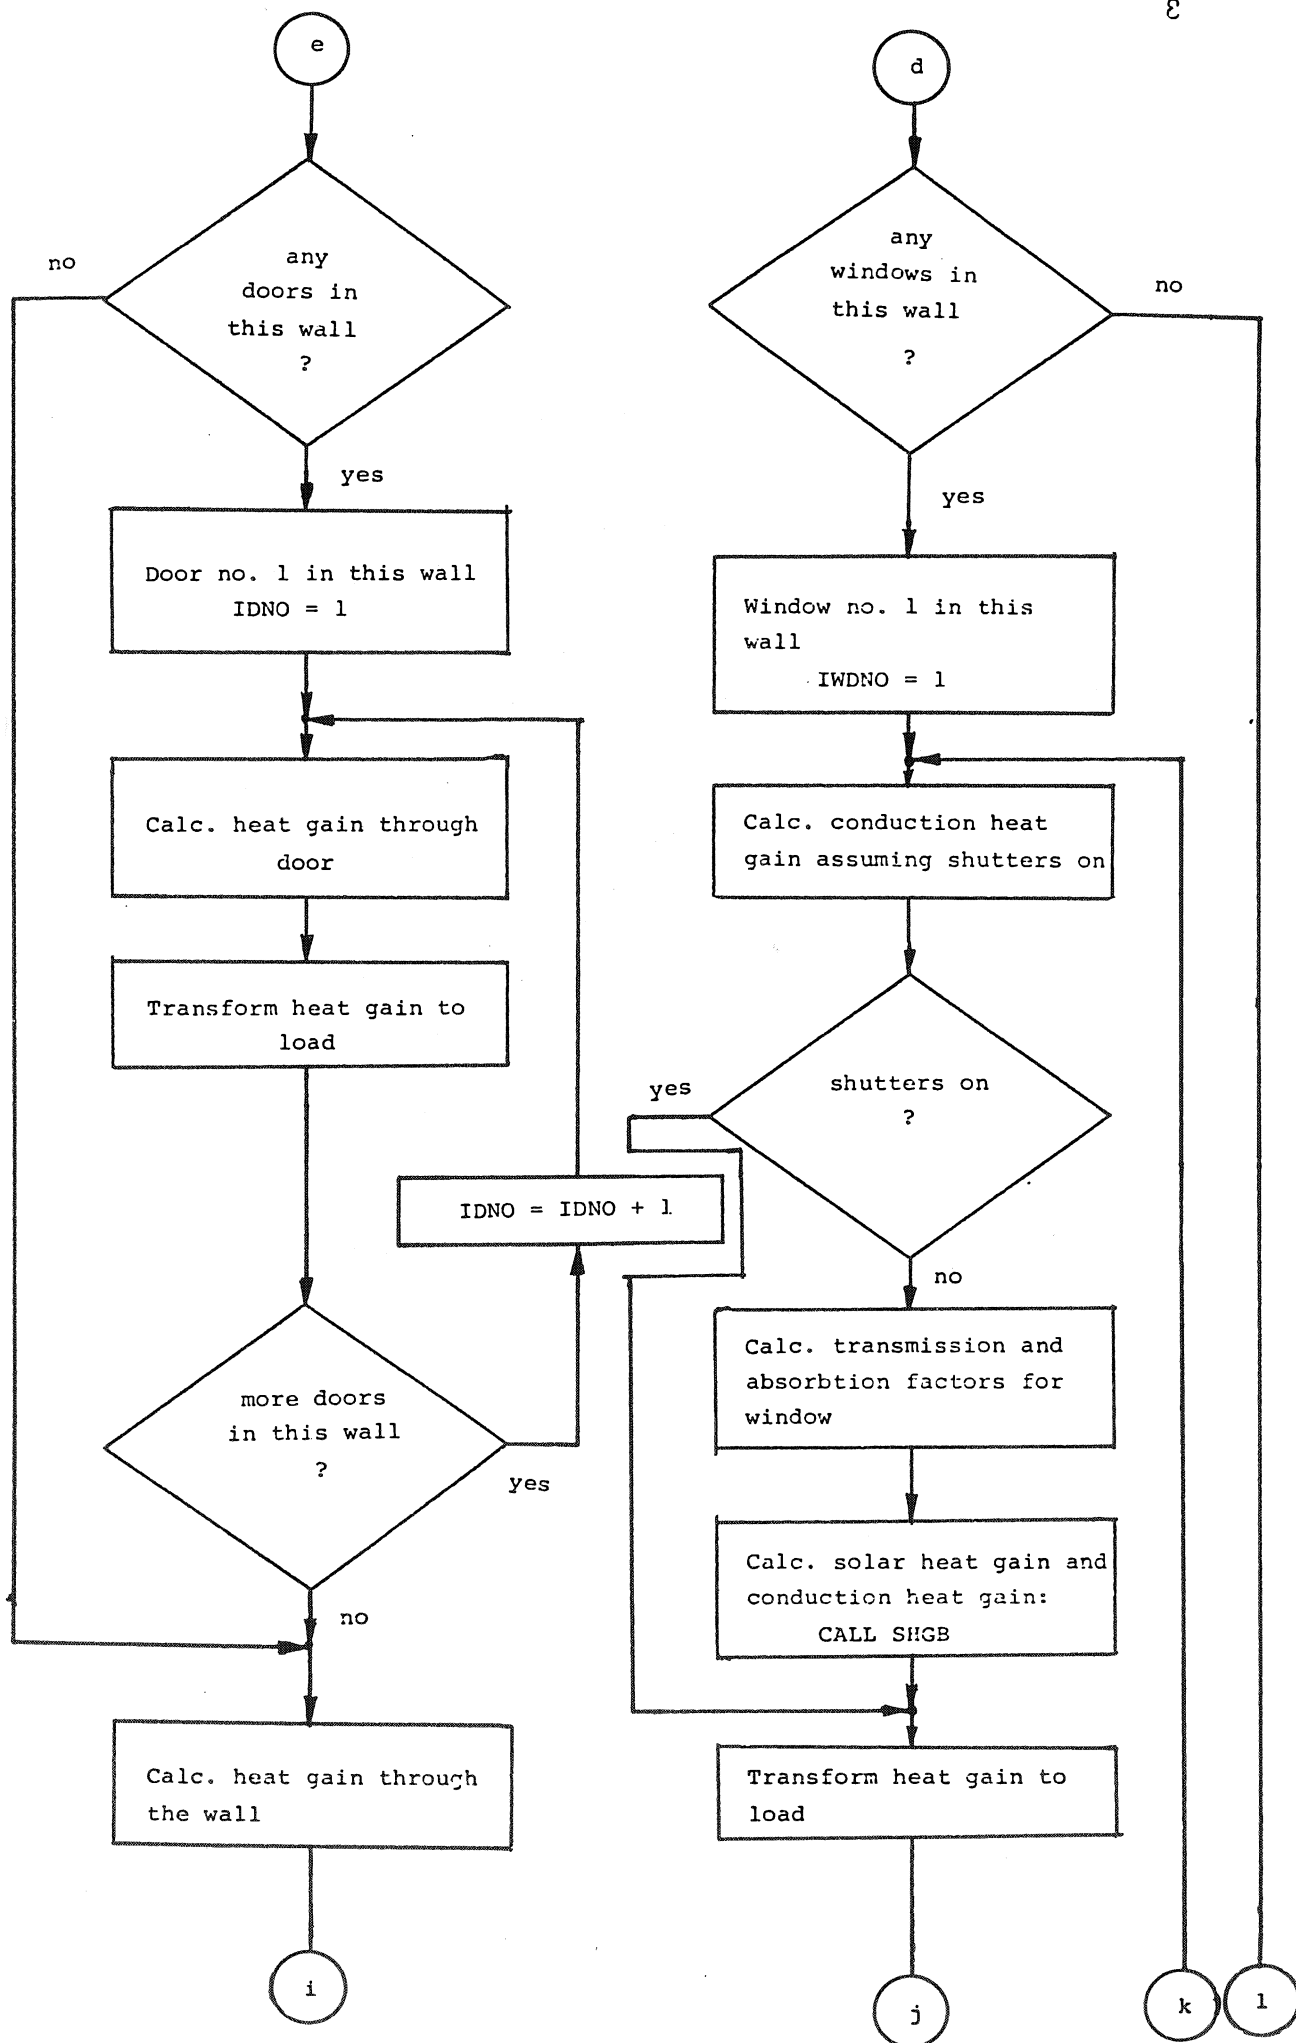 3
e
any
doors in
this wall
?
no
yes
Door no. 1 in this wall
IDNO = 1
Calc. heat gain through
door
Transform heat gain to
load
IDNO = IDNO + 1
more doors
in this wall
?
yes
no
Calc. heat gain through
the wall
i
d
any
windows in
this wall
?
no
yes
Window no. 1 in this
wall
IWDNO = 1
Calc. conduction heat
gain assuming shutters on
shutters on
?
yes
no
Calc. transmission and
absorbtion factors for
window
Calc. solar heat gain and
conduction heat gain:
CALL SHGB
Transform heat gain to
load
j
k
l